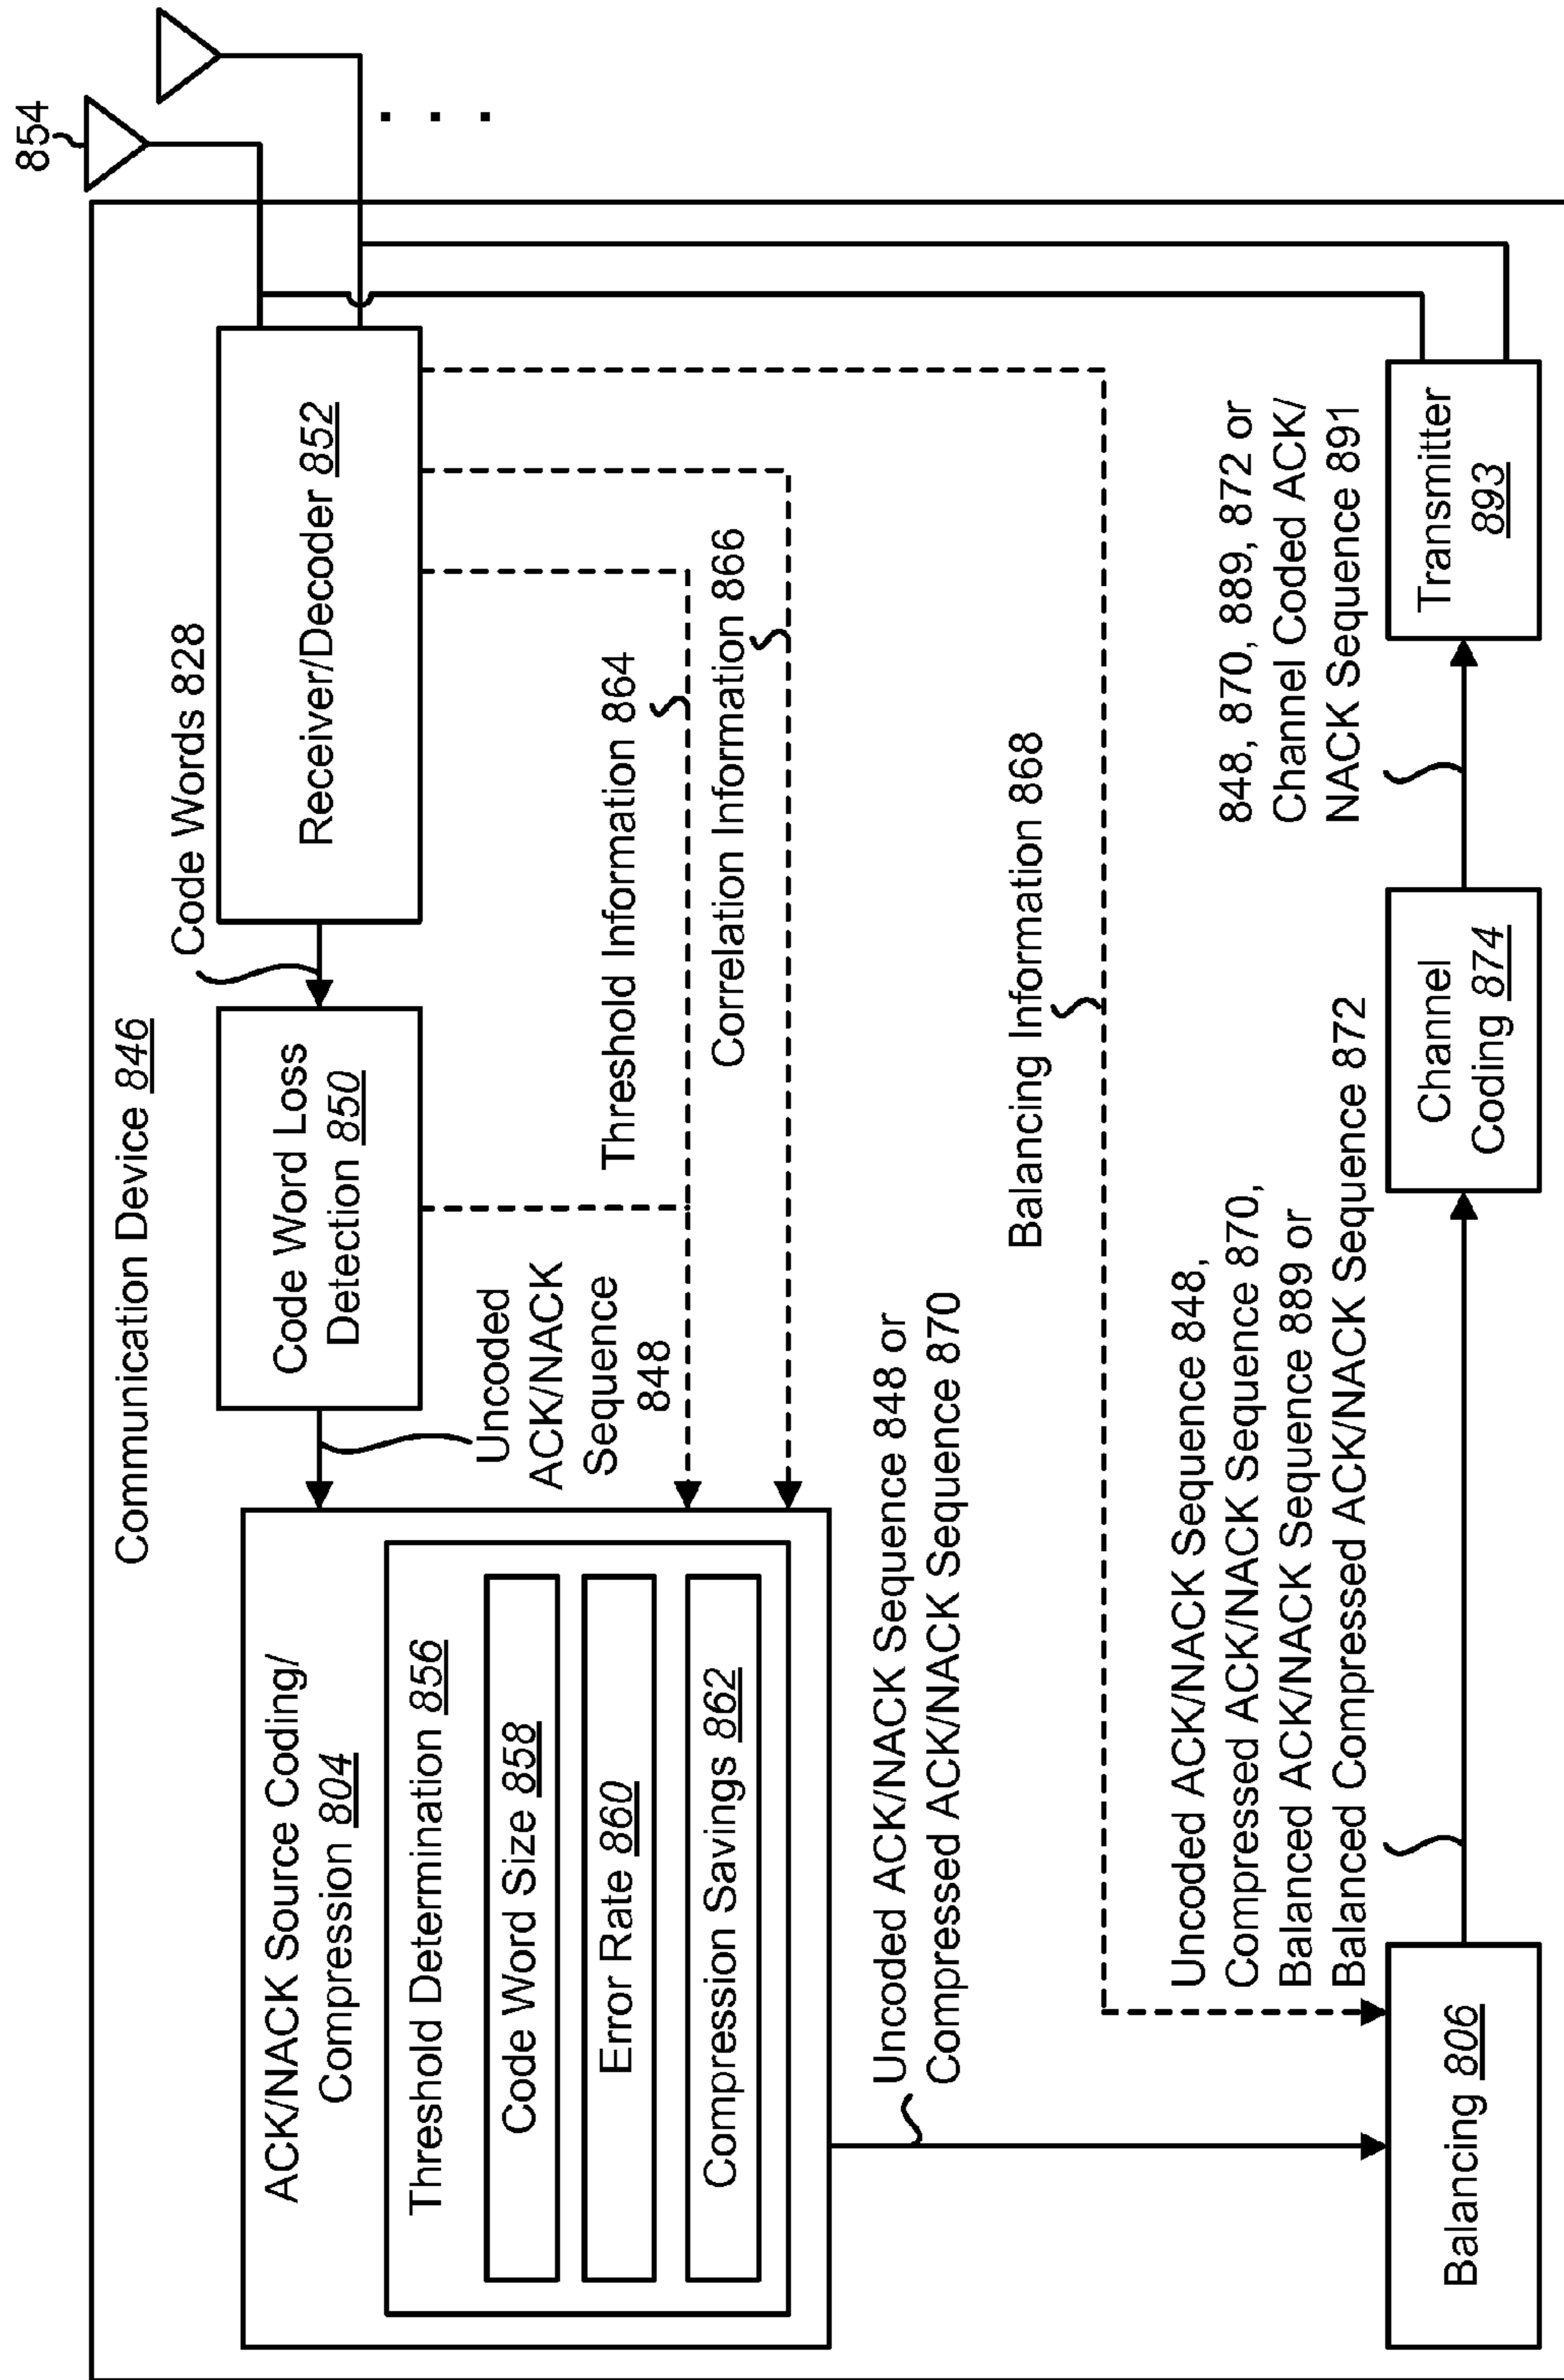 854
Communication Device 846
Code Words 828
Receiver/Decoder 852
Code Word Loss
Detection 850
Uncoded
ACK/NACK
Sequence
848
ACK/NACK Source Coding/
Compression 804
Threshold Determination 856
Code Word Size 858
Error Rate 860
Compression Savings 862
Threshold Information 864
Correlation Information 866
Balancing Information 868
Uncoded ACK/NACK Sequence 848 or
Compressed ACK/NACK Sequence 870
Balancing 806
Uncoded ACK/NACK Sequence 848,
Compressed ACK/NACK Sequence 870,
Balanced ACK/NACK Sequence 889 or
Balanced Compressed ACK/NACK Sequence 872
Channel
Coding 874
848, 870, 889, 872 or
Channel Coded ACK/
NACK Sequence 891
Transmitter
893